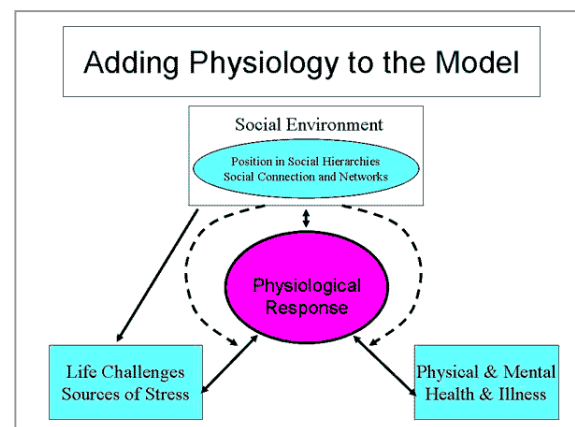 Adding Physiology to the Model
Social Environment
Position in Social Hierarchies
Social Connection and Networks
Physiological
Response
Life Challenges
Sources of Stress
Physical & Mental
Health & Illness